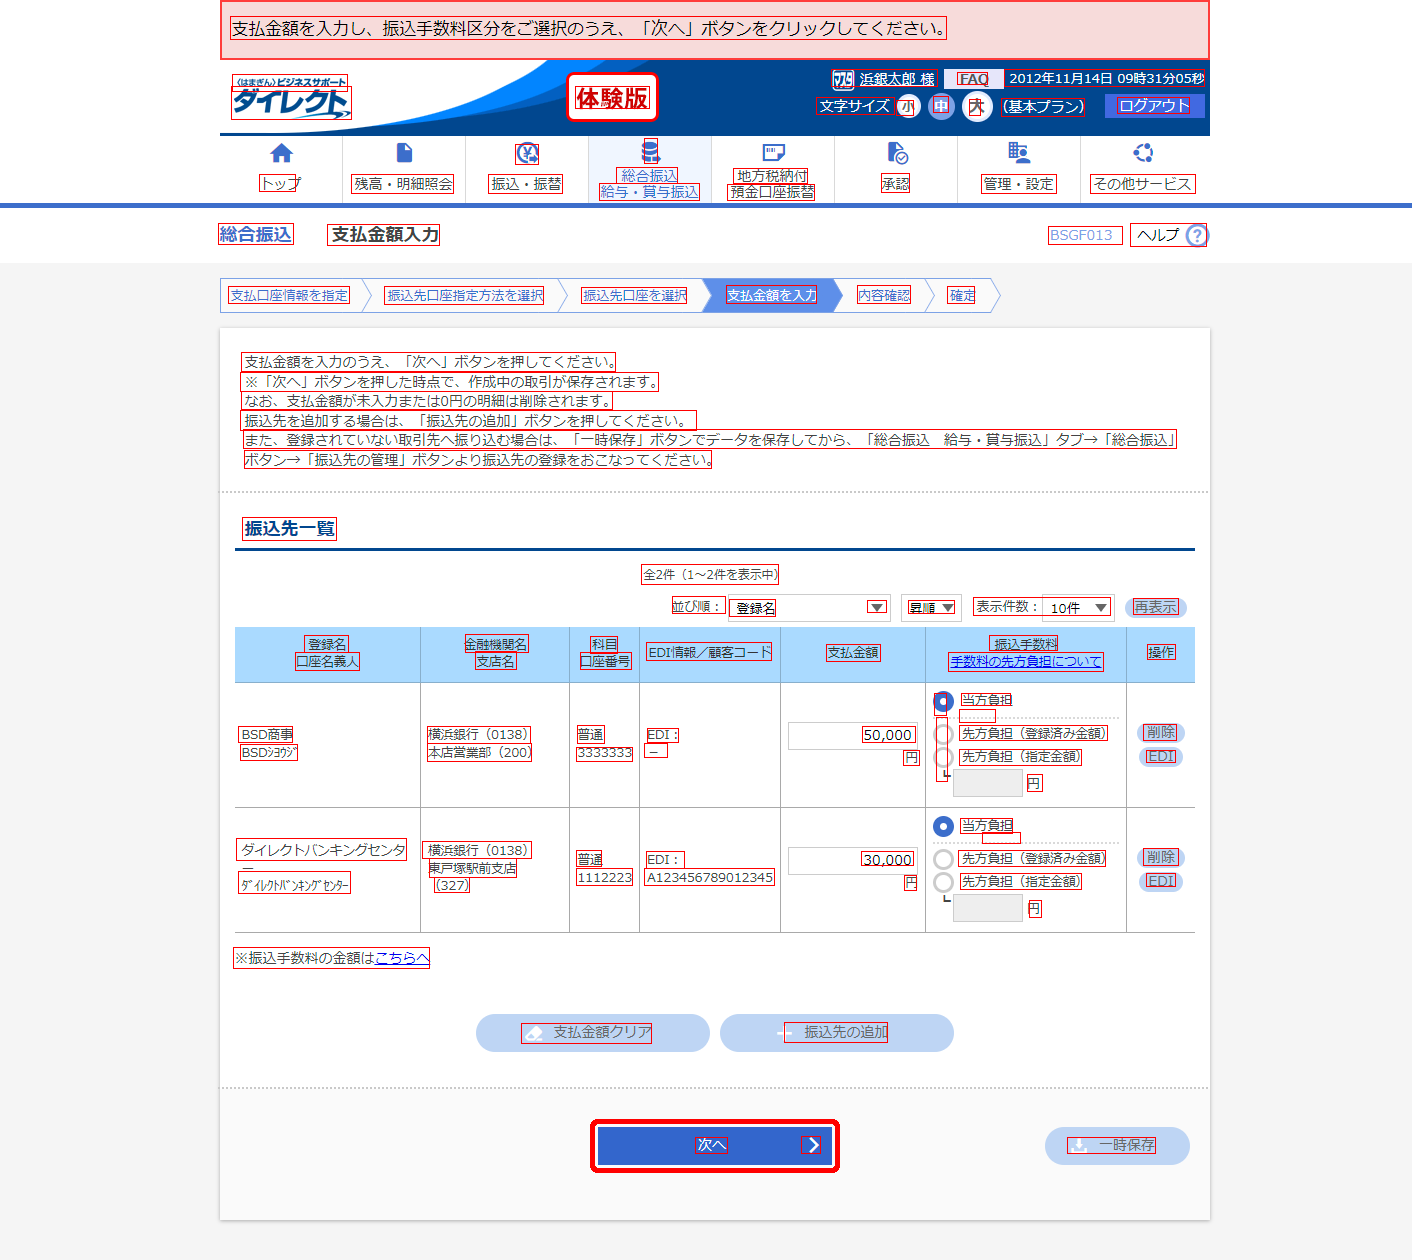 支払金額を入力し、振込手数料区分をご選択のうえ、「次へ」ボタンをクリックしてください。
〈はまぎん〉ビジネスサポート
ダイレクト
体験版
浜銀太郎 様
FAQ
2012年11月14日 09時31分05秒
文字サイズ
小
中
大
(基本プラン)
ログアウト
トップ
残高・明細照会
振込・振替
総合振込
給与・賞与振込
地方税納付
預金口座振替
承認
管理・設定
その他サービス
総合振込
支払金額入力
BSGF013
ヘルプ ?
支払口座情報を指定
振込先口座指定方法を選択
振込先口座を選択
支払金額を入力
内容確認
確定
支払金額を入力のうえ、「次へ」ボタンを押してください。
※「次へ」ボタンを押した時点で、作成中の取引が保存されます。
なお、支払金額が未入力または0円の明細は削除されます。
振込先を追加する場合は、「振込先の追加」ボタンを押してください。
また、登録されていない取引先へ振り込む場合は、「一時保存」ボタンでデータを保存してから、「総合振込　給与・賞与振込」タブ→「総合振込」
ボタン→「振込先の管理」ボタンより振込先の登録をおこなってください。
振込先一覧
全2件（1～2件を表示中）
並び順：
登録名
昇順
表示件数：
10件
再表示
登録名
口座名義人
金融機関名
支店名
科目
口座番号
EDI情報／顧客コード
支払金額
振込手数料
手数料の先方負担について
操作
BSD商事
BSDｼﾖｳｼﾞ
横浜銀行（0138）
本店営業部（200）
普通
3333333
EDI：
－
50,000
円
当方負担
先方負担（登録済み金額）
先方負担（指定金額）
円
削除
EDI
ダイレクトバンキングセンタ
ー
ﾀﾞｲﾚｸﾄﾊﾞﾝｷﾝｸﾞｾﾝﾀｰ
横浜銀行（0138）
東戸塚駅前支店
（327）
普通
1112223
EDI：
A123456789012345
30,000
円
当方負担
先方負担（登録済み金額）
先方負担（指定金額）
円
削除
EDI
※振込手数料の金額はこちらへ
支払金額クリア
振込先の追加
次へ
一時保存